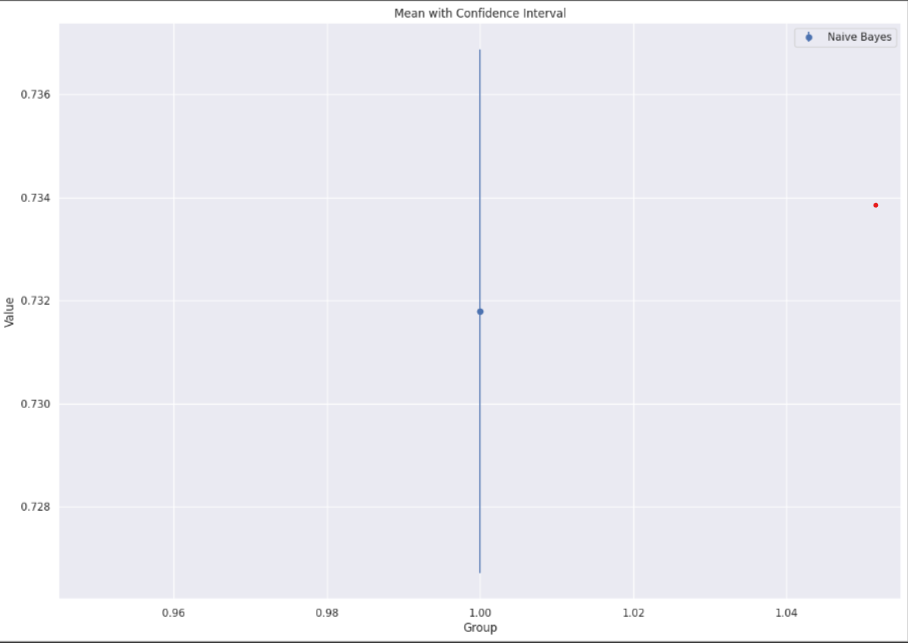 Mean with Confidence Interval
Naive Bayes
0.736
0.734
0.732
0.730
0.728
Value
0.96 0.98 1.00 1.02 1.04
Group